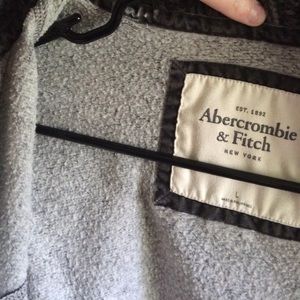 EST. 1892
Abercrombie
& Fitch
NEW YORK
L